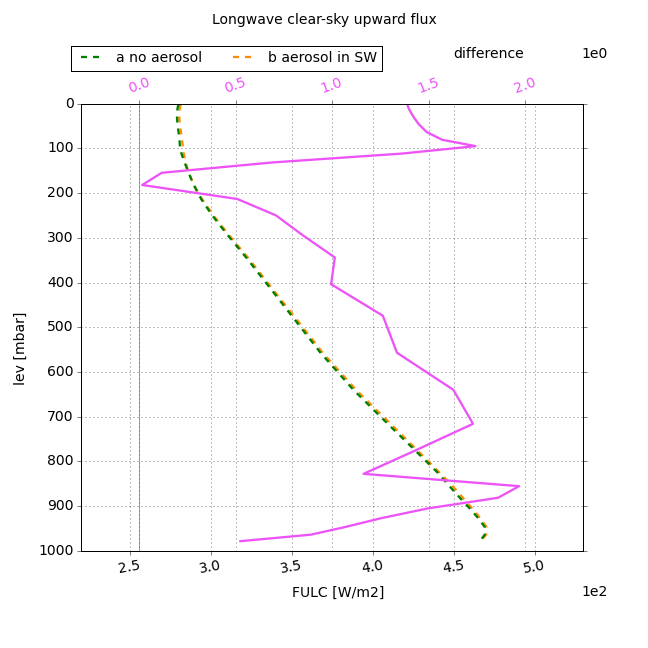 Longwave clear-sky upward flux
a no aerosol b aerosol in SW difference 1e0
0.0 0.5 1.0 1.5 2.0
0
100
200
300
400
500
600
700
800
900
1000
lev [mbar]
2.5 3.0 3.5 4.0 4.5 5.0
FULC [W/m2] 1e2